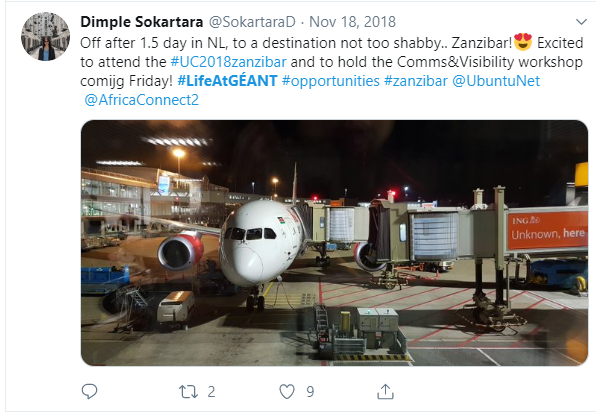 Dimple Sokartara @SokartaraD · Nov 18, 2018
Off after 1.5 day in NL, to a destination not too shabby.. Zanzibar!😍 Excited
to attend the #UC2018zanzibar and to hold the Comms&Visibility workshop
comijg Friday! #LifeAtGÉANT #opportunities #zanzibar @UbuntuNet
@AfricaConnect2
ING
Unknown, here
2
9